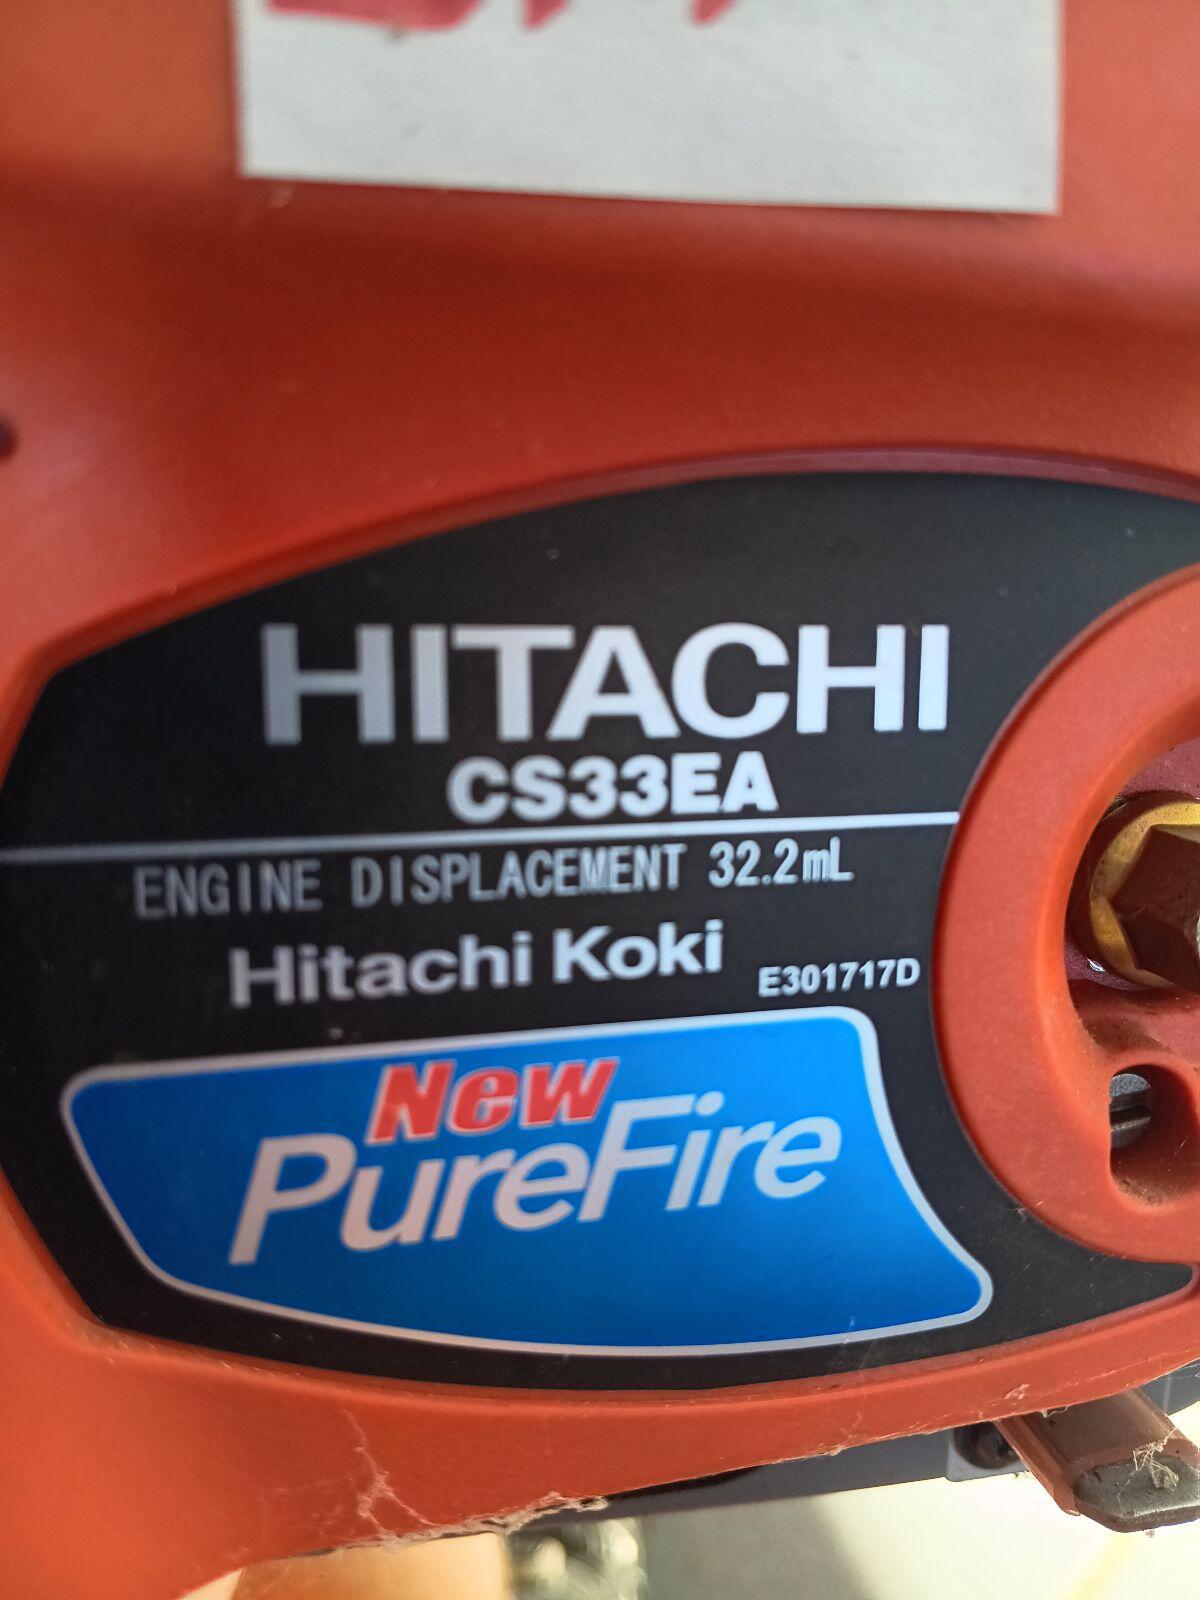 HITACHI
CS33EA
ENGINE DISPLACEMENT 32.2mL
Hitachi Koki
E301717D
New
PureFire